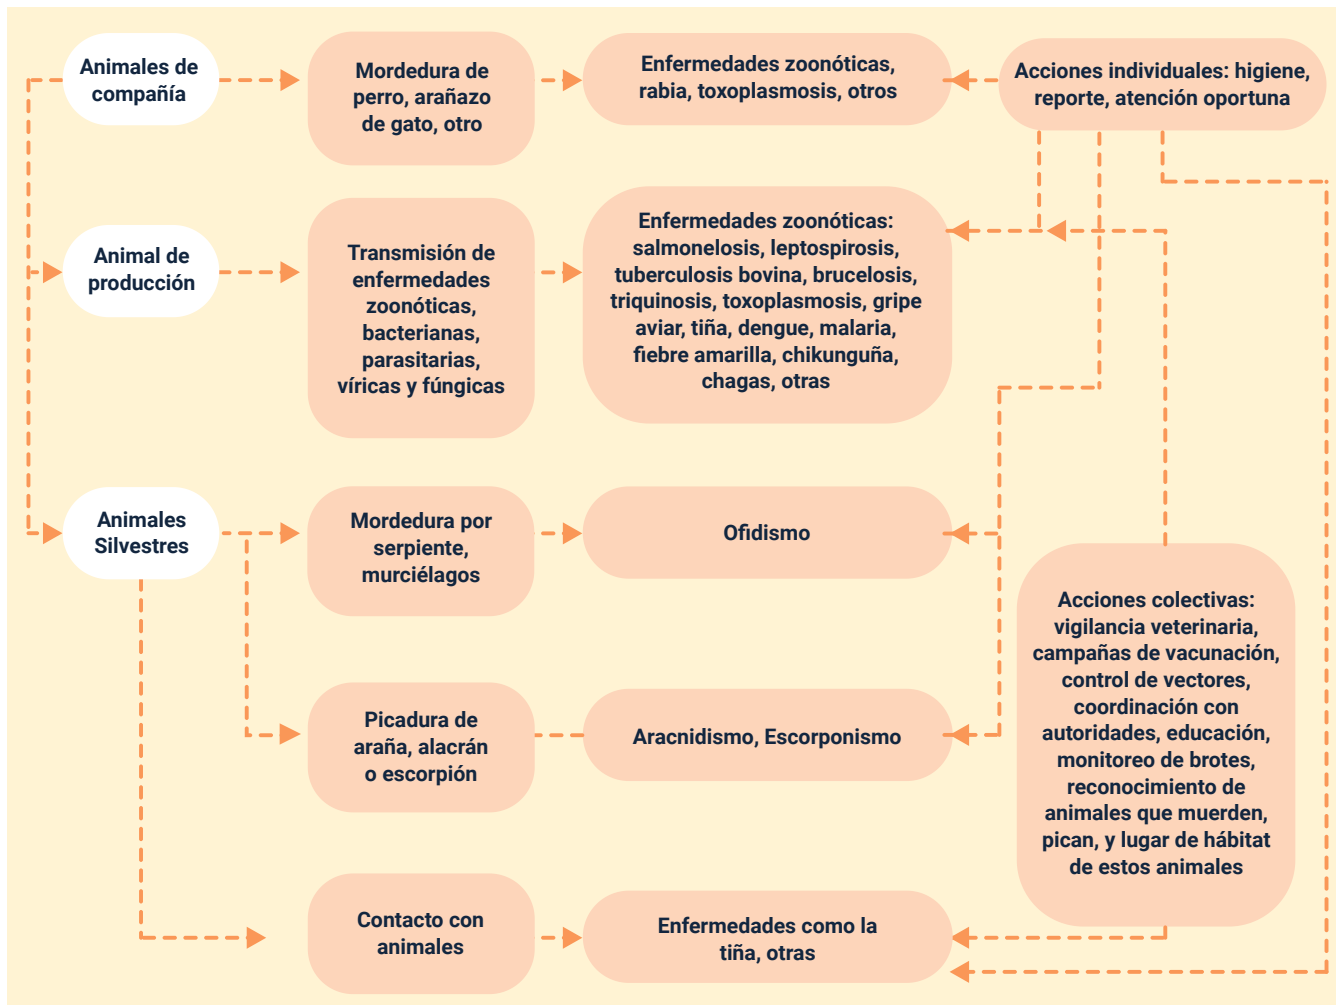 Animales de
compañía
Mordedura de
perro, arañazo
de gato, otro
Enfermedades zoonóticas,
rabia, toxoplasmosis, otros
Acciones individuales: higiene,
reporte, atención oportuna
Animal de
producción
Transmisión de
enfermedades
zoonóticas,
bacterianas,
parasitarias,
víricas y fúngicas
Enfermedades zoonóticas:
salmonelosis, leptospirosis,
tuberculosis bovina, brucelosis,
triquinosis, toxoplasmosis, gripe
aviar, tiña, dengue, malaria,
fiebre amarilla, chikunguña,
chagas, otras
Animales
Silvestres
Mordedura por
serpiente,
murciélagos
Ofidismo
Picadura de
araña, alacrán
o escorpión
Aracnidismo, Escorponismo
Acciones colectivas:
vigilancia veterinaria,
campañas de vacunación,
control de vectores,
coordinación con
autoridades, educación,
monitoreo de brotes,
reconocimiento de
animales que muerden,
pican, y lugar de hábitat
de estos animales
Contacto con
animales
Enfermedades como la
tiña, otras